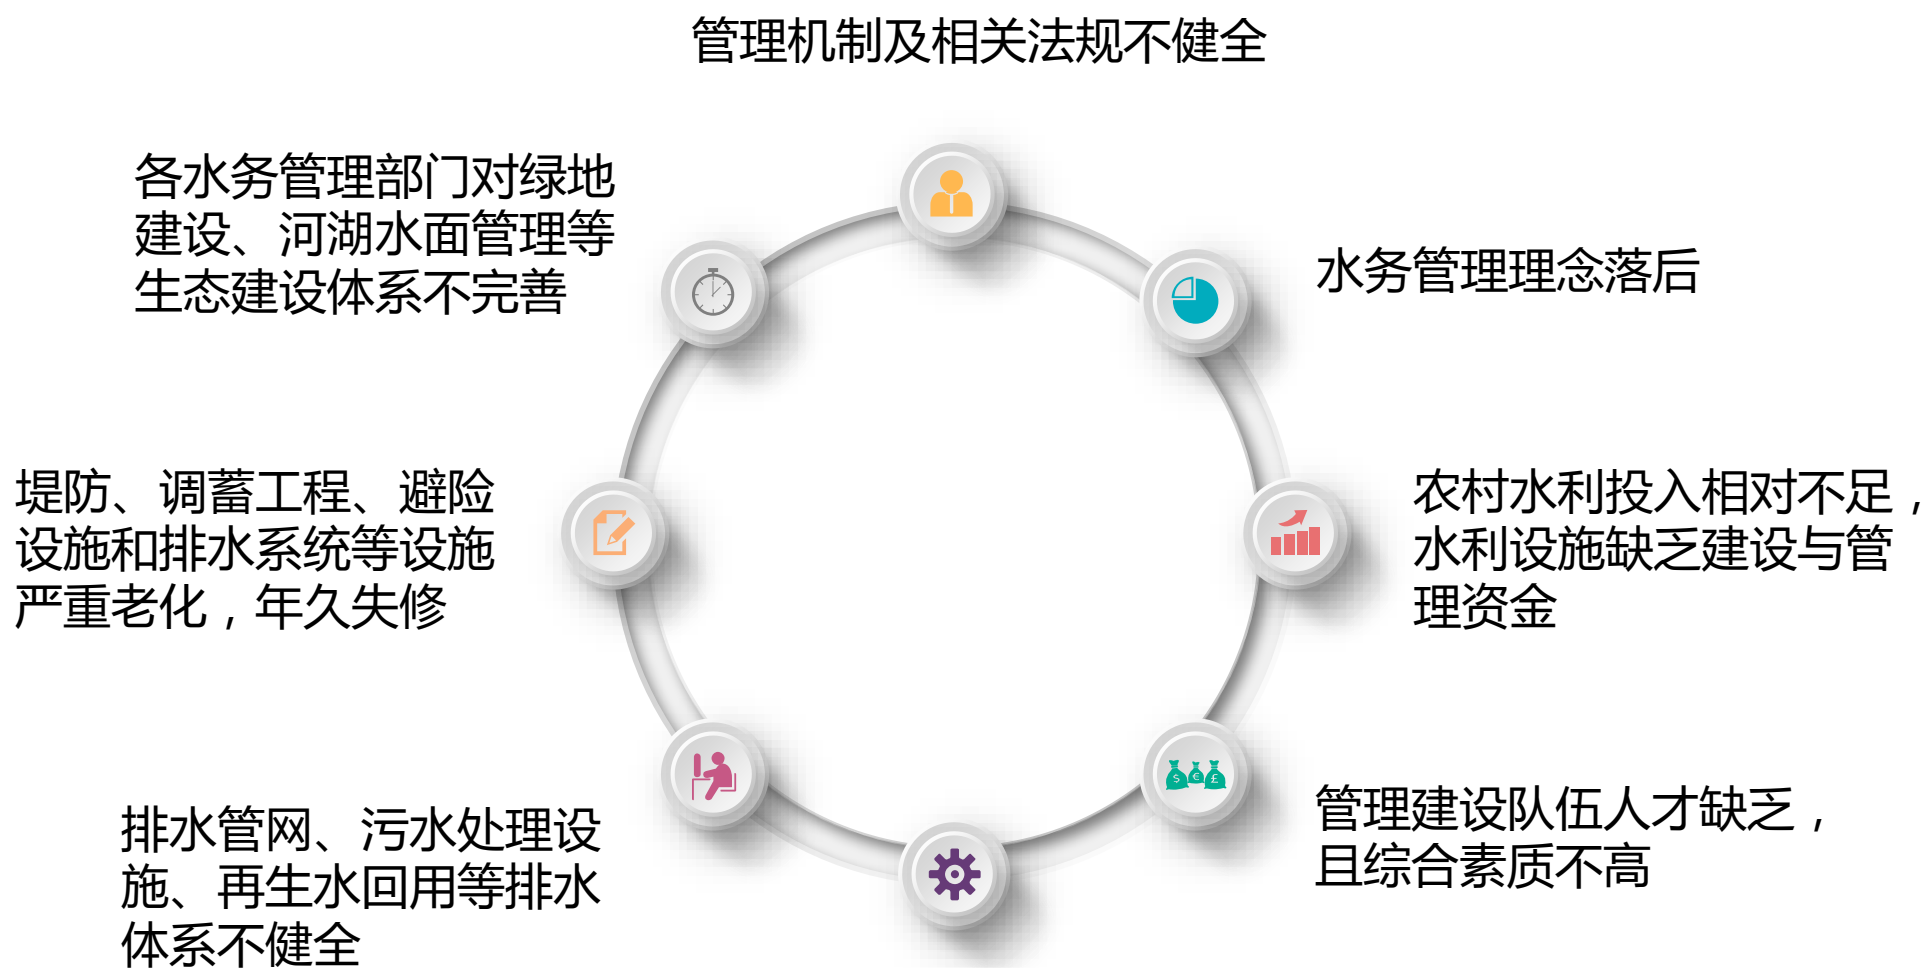 管理机制及相关法规不健全
各水务管理部门对绿地
建设、河湖水面管理等
生态建设体系不完善
水务管理理念落后
堤防、调蓄工程、避险
设施和排水系统等设施
严重老化，年久失修
农村水利投入相对不足，
水利设施缺乏建设与管
理资金
排水管网、污水处理设
施、再生水回用等排水
体系不健全
管理建设队伍人才缺乏，
且综合素质不高
$ € £